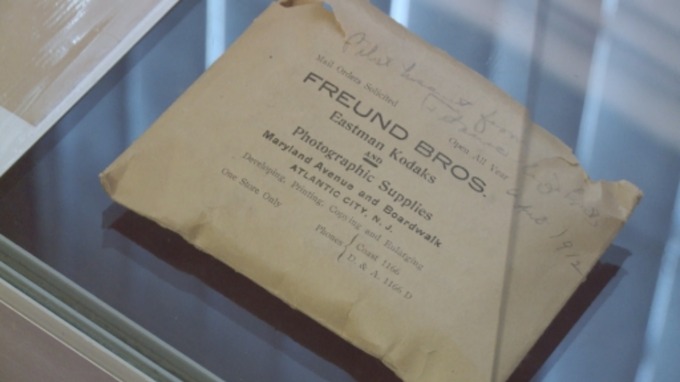 Mail Orders Solicited
Open All Year
FREUND BROS.
Eastman Kodaks
AND
Photographic Supplies
Maryland Avenue and Boardwalk
ATLANTIC CITY, N. J.
Developing, Printing, Copying and Enlarging
One Store Only
Phones { Coast 1166
D. & A. 1166 D
1912